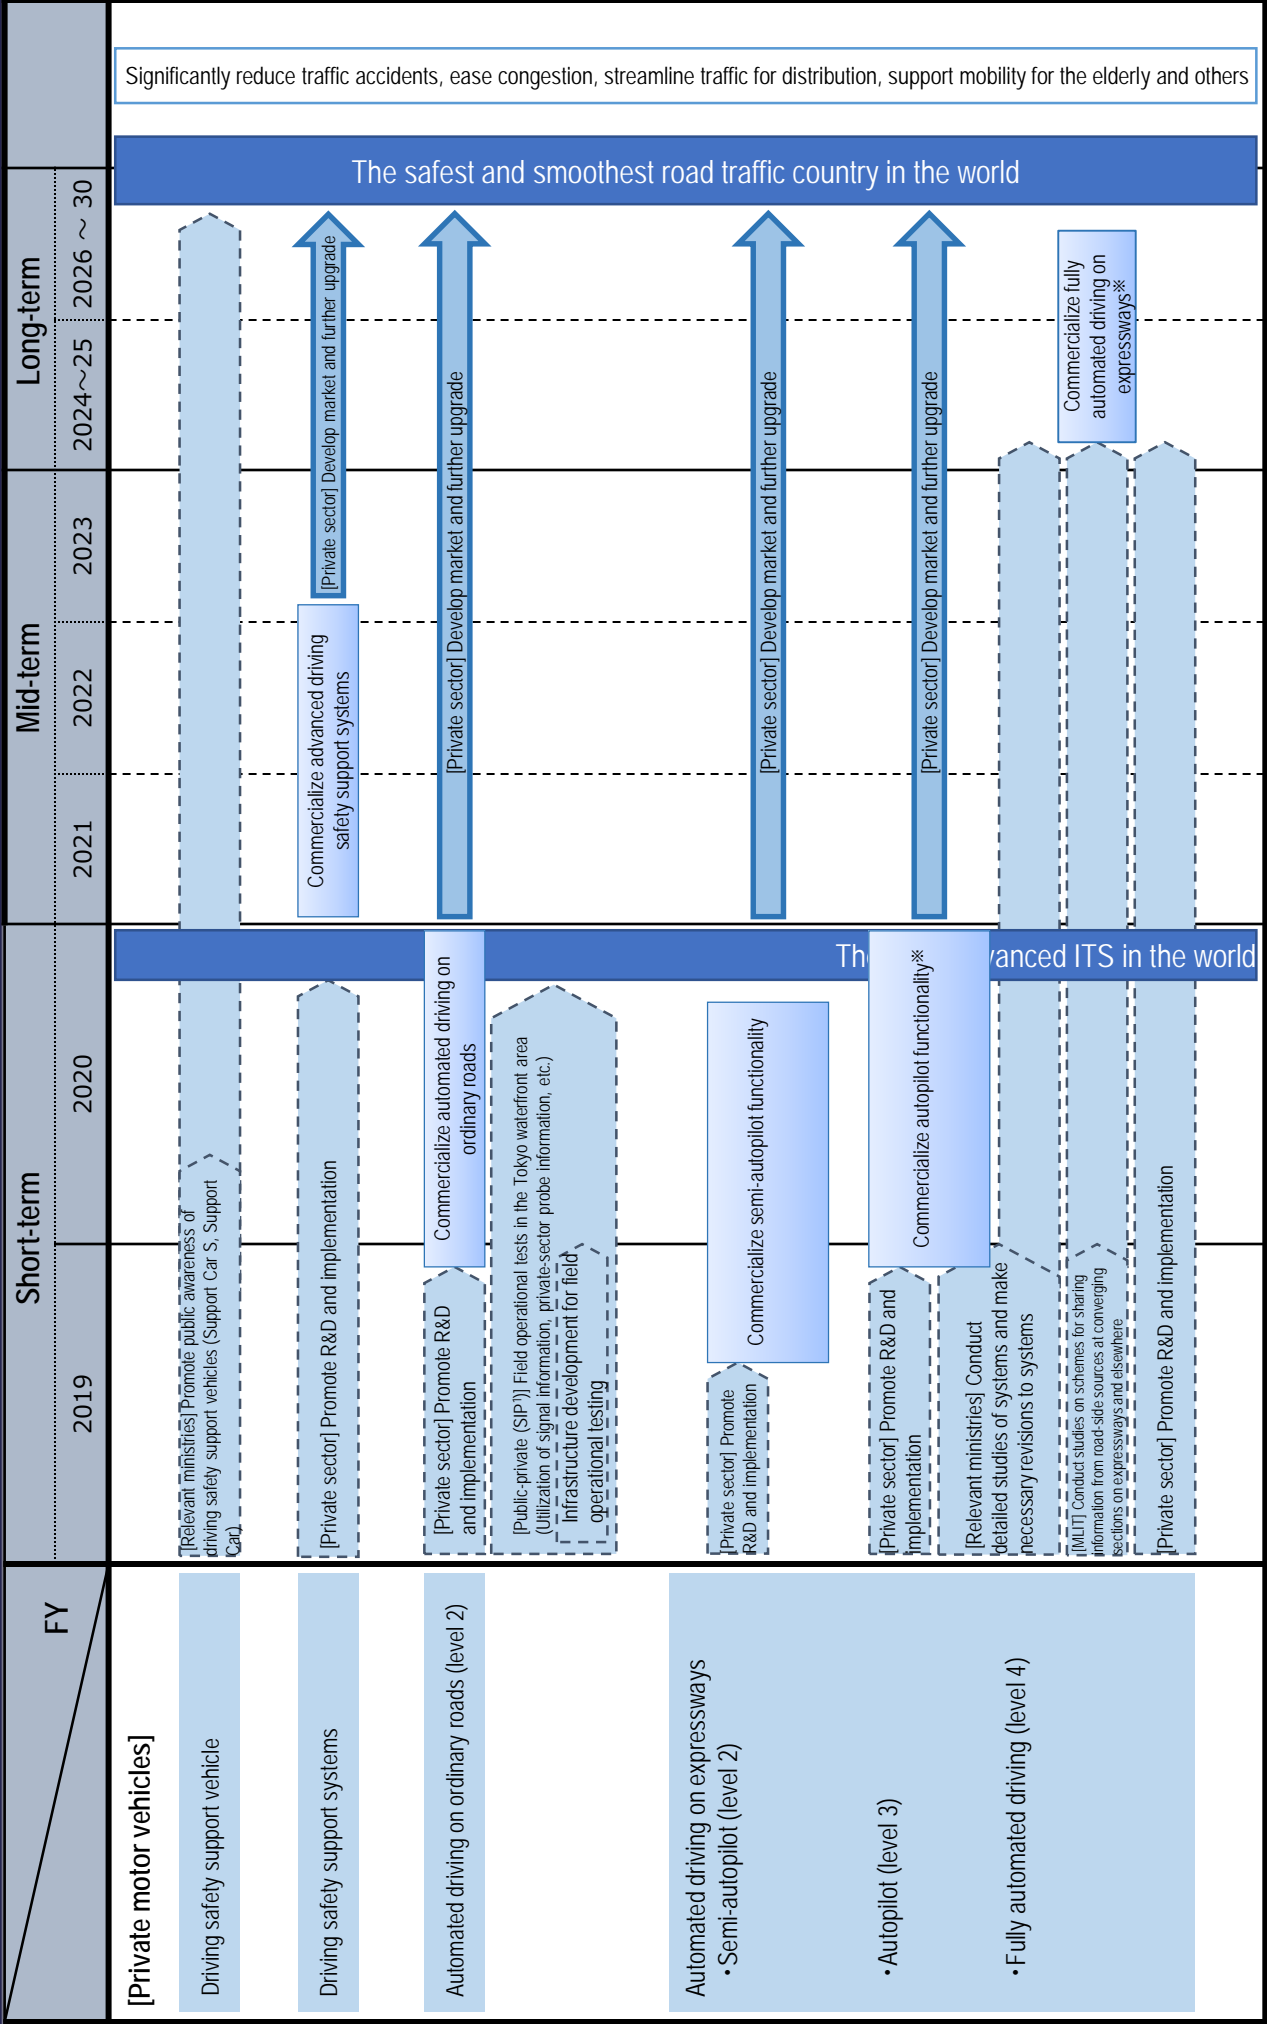 FY
Short-term
Mid-term
Long-term
2019
2020
2021
2022
2023
2024～25
2026 ～ 30
[Private motor vehicles]
Driving safety support vehicle
[Relevant ministries] Promote public awareness of
driving safety support vehicles (Support Car S, Support
Car)
Driving safety support systems
[Private sector] Promote R&D and implementation
Commercialize advanced driving
safety support systems
[Private sector] Develop market and further upgrade
Automated driving on ordinary roads (level 2)
[Private sector] Promote R&D
and implementation
Commercialize automated driving on
ordinary roads
[Private sector] Develop market and further upgrade
[Public-private (SIP¹)] Field operational tests in the Tokyo waterfront area
(Utilization of signal information, private-sector probe information, etc.)
Infrastructure development for field
operational testing
Automated driving on expressways
・Semi-autopilot (level 2)
[Private sector] Promote
R&D and implementation
Commercialize semi-autopilot functionality
[Private sector] Develop market and further upgrade
・Autopilot (level 3)
[Private sector] Promote R&D and
implementation
Commercialize autopilot functionality※
[Private sector] Develop market and further upgrade
[Relevant ministries] Conduct
detailed studies of systems and make
necessary revisions to systems
・Fully automated driving (level 4)
[MLIT] Conduct studies on schemes for sharing
information from road-side sources at converging
sections on expressways and elsewhere
[Private sector] Promote R&D and implementation
Commercialize fully
automated driving on
expressways※
ITS in the world
The safest and smoothest road traffic country in the world
Significantly reduce traffic accidents, ease congestion, streamline traffic for distribution, support mobility for the elderly and others